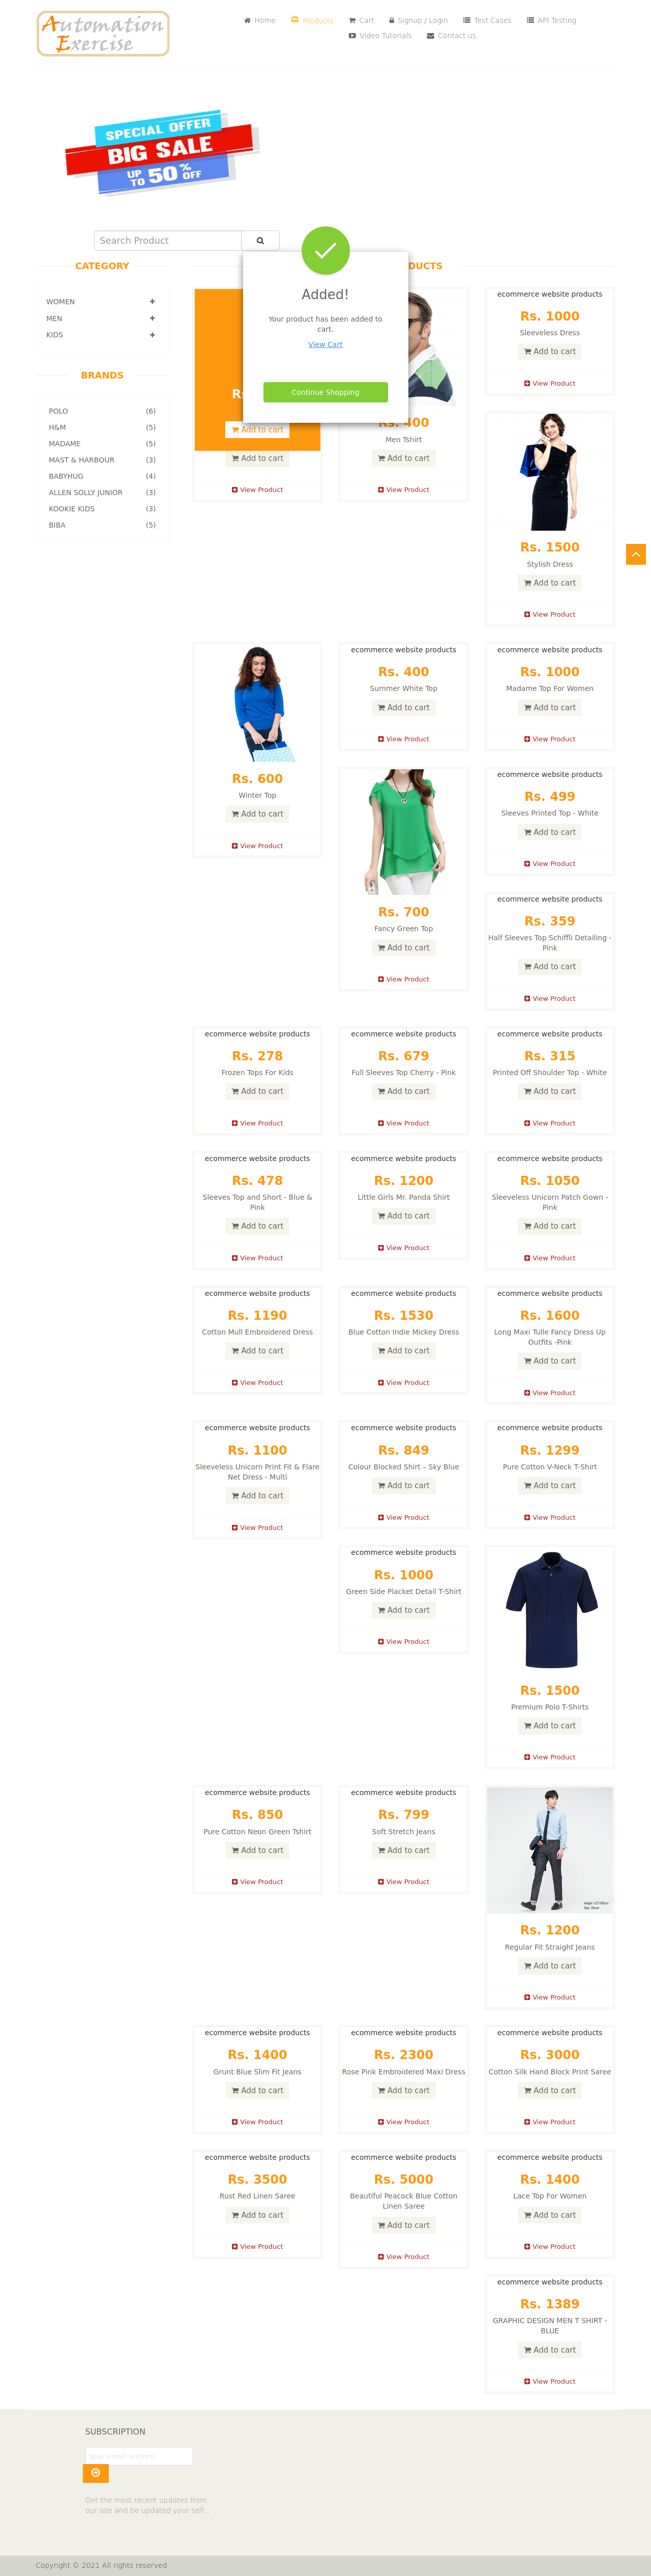 Automation
Exercise
Home
Products
Cart
Signup / Login
Test Cases
API Testing
Video Tutorials
Contact us
SPECIAL OFFER
BIG SALE
UP TO 50% OFF
Search Product
CATEGORY
WOMEN
MEN
KIDS
BRANDS
POLO (6)
H&M (5)
MADAME (5)
MAST & HARBOUR (3)
BABYHUG (4)
ALLEN SOLLY JUNIOR (3)
KOOKIE KIDS (3)
BIBA (5)
Added!
Your product has been added to
cart.
View Cart
Continue Shopping
Add to cart
Add to cart
View Product
Rs. 400
Men Tshirt
Add to cart
View Product
ecommerce website products
Rs. 1000
Sleeveless Dress
Add to cart
View Product
Rs. 1500
Stylish Dress
Add to cart
View Product
Rs. 600
Winter Top
Add to cart
View Product
ecommerce website products
Rs. 400
Summer White Top
Add to cart
View Product
ecommerce website products
Rs. 1000
Madame Top For Women
Add to cart
View Product
Rs. 700
Fancy Green Top
Add to cart
View Product
ecommerce website products
Rs. 499
Sleeves Printed Top - White
Add to cart
View Product
ecommerce website products
Rs. 359
Half Sleeves Top Schiffli Detailing -
Pink
Add to cart
View Product
ecommerce website products
Rs. 278
Frozen Tops For Kids
Add to cart
View Product
ecommerce website products
Rs. 679
Full Sleeves Top Cherry - Pink
Add to cart
View Product
ecommerce website products
Rs. 315
Printed Off Shoulder Top - White
Add to cart
View Product
ecommerce website products
Rs. 478
Sleeves Top and Short - Blue &
Pink
Add to cart
View Product
ecommerce website products
Rs. 1200
Little Girls Mr. Panda Shirt
Add to cart
View Product
ecommerce website products
Rs. 1050
Sleeveless Unicorn Patch Gown -
Pink
Add to cart
View Product
ecommerce website products
Rs. 1190
Cotton Mull Embroidered Dress
Add to cart
View Product
ecommerce website products
Rs. 1530
Blue Cotton Indie Mickey Dress
Add to cart
View Product
ecommerce website products
Rs. 1600
Long Maxi Tulle Fancy Dress Up
Outfits -Pink
Add to cart
View Product
ecommerce website products
Rs. 1100
Sleeveless Unicorn Print Fit & Flare
Net Dress - Multi
Add to cart
View Product
ecommerce website products
Rs. 849
Colour Blocked Shirt – Sky Blue
Add to cart
View Product
ecommerce website products
Rs. 1299
Pure Cotton V-Neck T-Shirt
Add to cart
View Product
ecommerce website products
Rs. 1000
Green Side Placket Detail T-Shirt
Add to cart
View Product
Rs. 1500
Premium Polo T-Shirts
Add to cart
View Product
ecommerce website products
Rs. 850
Pure Cotton Neon Green Tshirt
Add to cart
View Product
ecommerce website products
Rs. 799
Soft Stretch Jeans
Add to cart
View Product
Rs. 1200
Regular Fit Straight Jeans
Add to cart
View Product
ecommerce website products
Rs. 1400
Grunt Blue Slim Fit Jeans
Add to cart
View Product
ecommerce website products
Rs. 2300
Rose Pink Embroidered Maxi Dress
Add to cart
View Product
ecommerce website products
Rs. 3000
Cotton Silk Hand Block Print Saree
Add to cart
View Product
ecommerce website products
Rs. 3500
Rust Red Linen Saree
Add to cart
View Product
ecommerce website products
Rs. 5000
Beautiful Peacock Blue Cotton
Linen Saree
Add to cart
View Product
ecommerce website products
Rs. 1400
Lace Top For Women
Add to cart
View Product
ecommerce website products
Rs. 1389
GRAPHIC DESIGN MEN T SHIRT -
BLUE
Add to cart
View Product
SUBSCRIPTION
Your email address
Get the most recent updates from
our site and be updated your self...
Copyright © 2021 All rights reserved